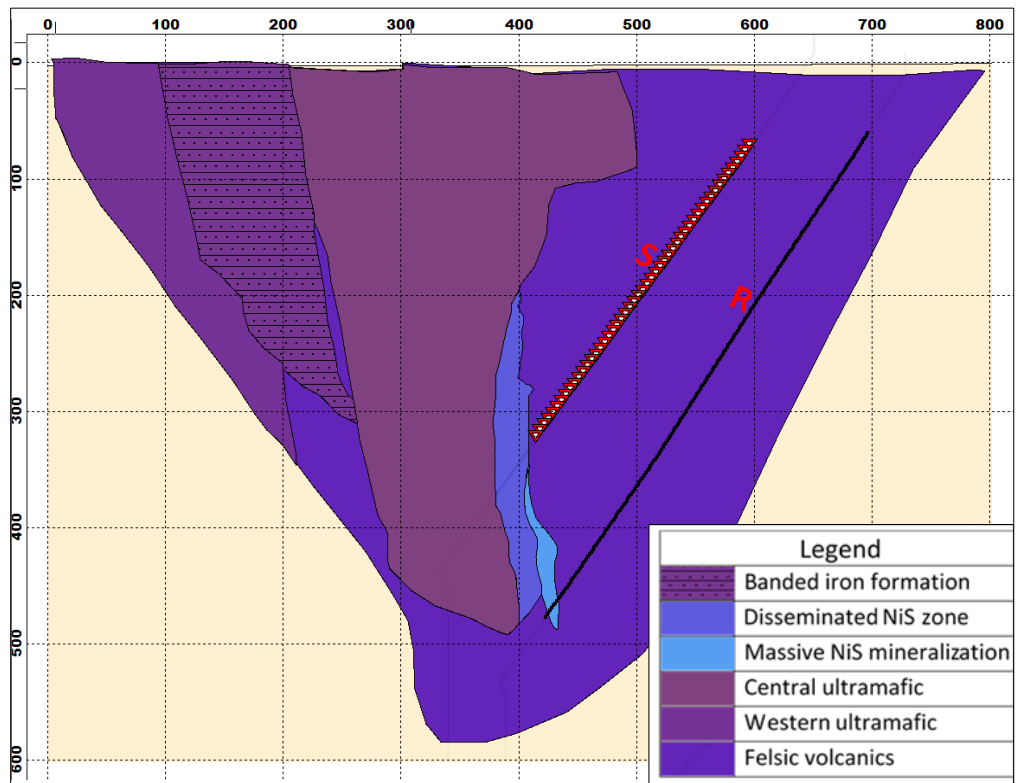 0 100 200 300 400 500 600 700 800
0
100
200
300
400
500
600
S
R
Legend
Banded iron formation
Disseminated NiS zone
Massive NiS mineralization
Central ultramafic
Western ultramafic
Felsic volcanics